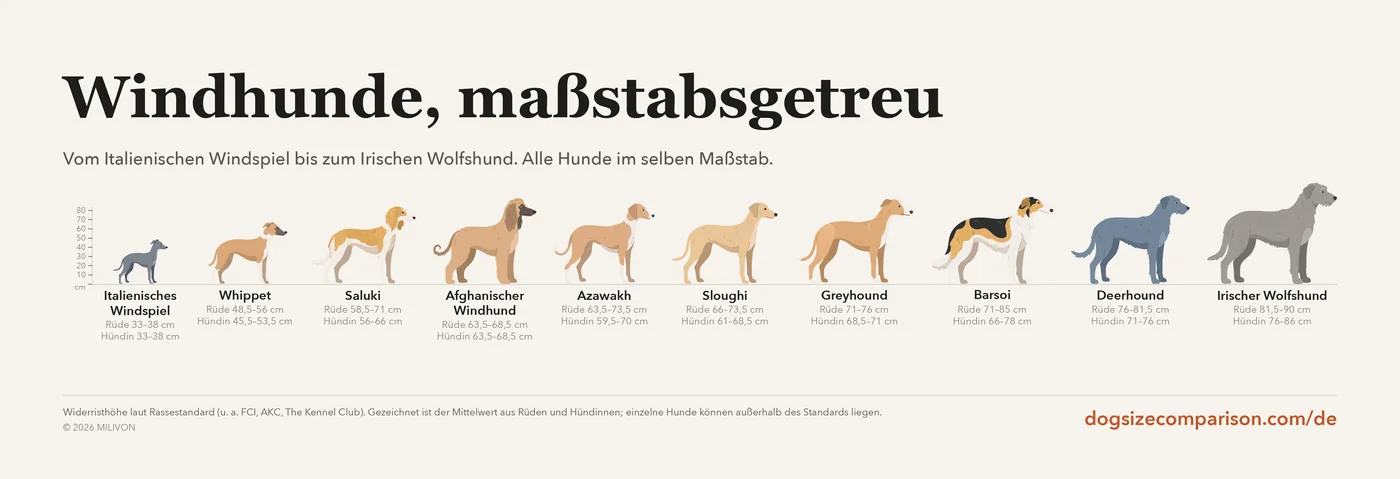 Windhunde, maßstabsgetreu
Vom Italienischen Windspiel bis zum Irischen Wolfshund. Alle Hunde im selben Maßstab.
80
70
60
50
40
30
20
10
cm
Italienisches
Windspiel
Rüde 33–38 cm
Hündin 33–38 cm
Whippet
Rüde 48,5–56 cm
Hündin 45,5–53,5 cm
Saluki
Rüde 58,5–71 cm
Hündin 56–66 cm
Afghanischer
Windhund
Rüde 63,5–68,5 cm
Hündin 63,5–68,5 cm
Azawakh
Rüde 63,5–73,5 cm
Hündin 59,5–70 cm
Sloughi
Rüde 66–73,5 cm
Hündin 61–68,5 cm
Greyhound
Rüde 71–76 cm
Hündin 68,5–71 cm
Barsoi
Rüde 71–85 cm
Hündin 66–78 cm
Deerhound
Rüde 76–81,5 cm
Hündin 71–76 cm
Irischer Wolfshund
Rüde 81,5–90 cm
Hündin 76–86 cm
Widerristhöhe laut Rassestandard (u. a. FCI, AKC, The Kennel Club). Gezeichnet ist der Mittelwert aus Rüden und Hündinnen; einzelne Hunde können außerhalb des Standards liegen.
© 2026 MILIVON
dogsizecomparison.com/de